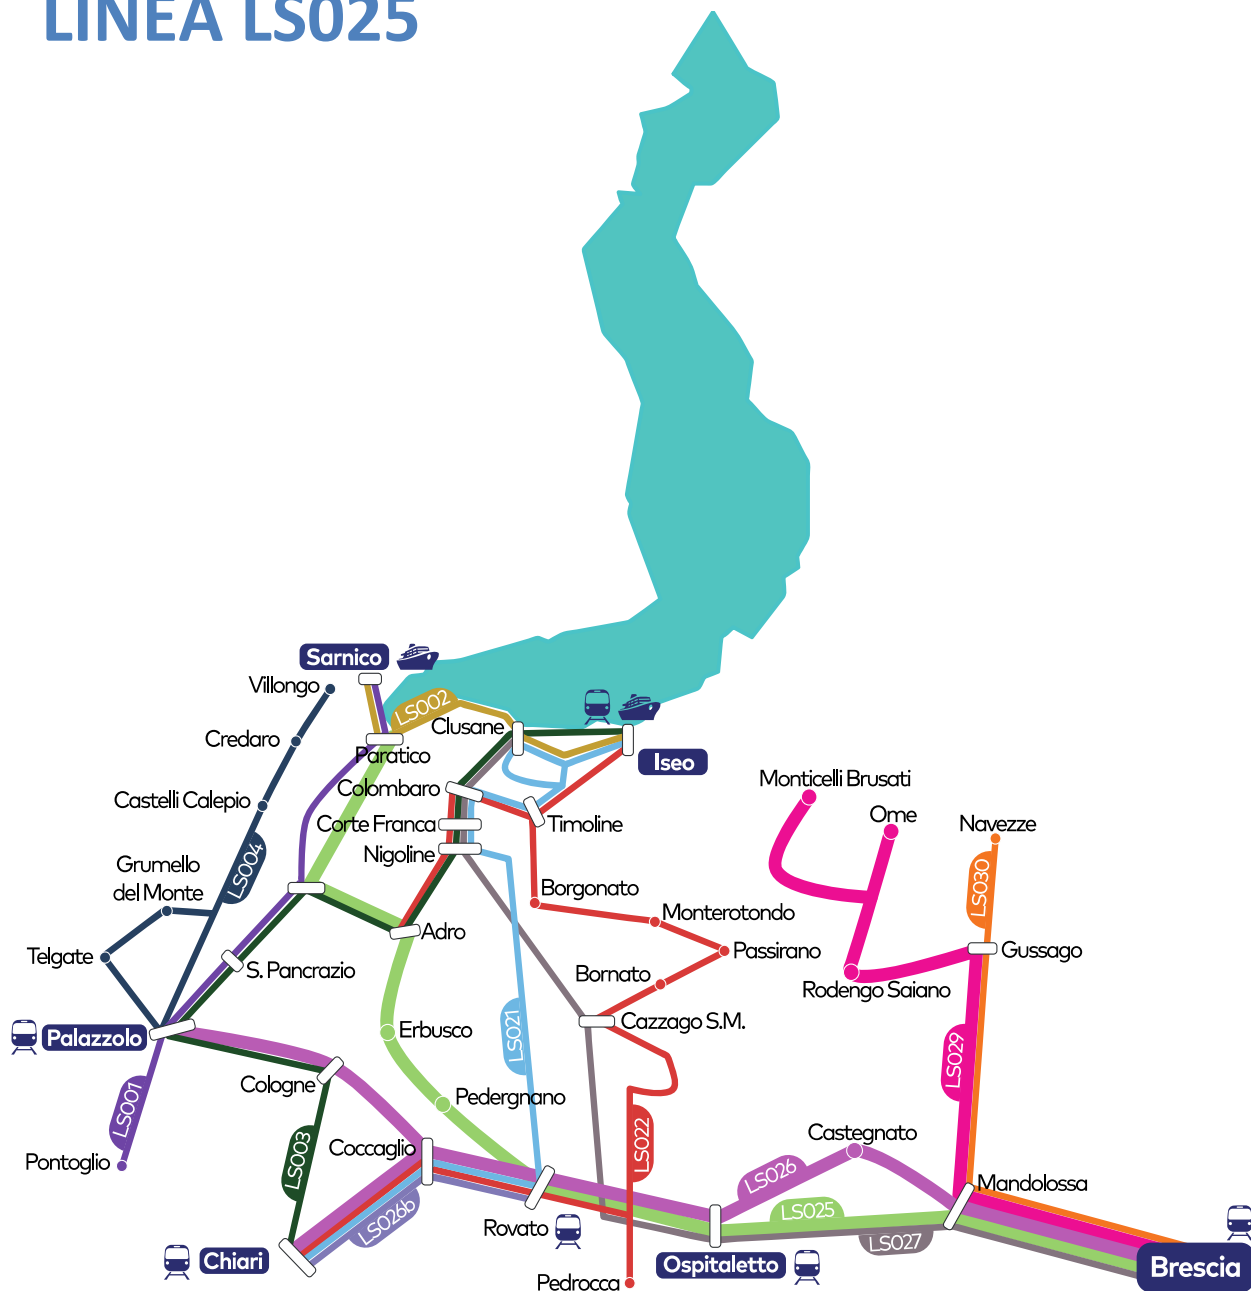 LINEA LS025
Sarnico
Villongo
LS002
Clusane
Credaro
Paratico
Iseo
Monticelli Brusati
Colombaro
Castelli Calepio
Ome
Corte Franca
Timoline
Navezze
Nigoline
Grumello
del Monte
LS004
LS030
Borgonato
Monterotondo
Adro
Gussago
Passirano
Telgate
S. Pancrazio
Bornato
Rodengo Saiano
Cazzago S.M.
Erbusco
Palazzolo
LS021
LS029
Cologne
Pedergnano
LS001
LS022
Castegnato
Coccaglio
LS003
Pontoglio
LS026
Mandolossa
LS025
LS026b
Rovato
LS027
Chiari
Ospitaletto
Brescia
Pedrocca